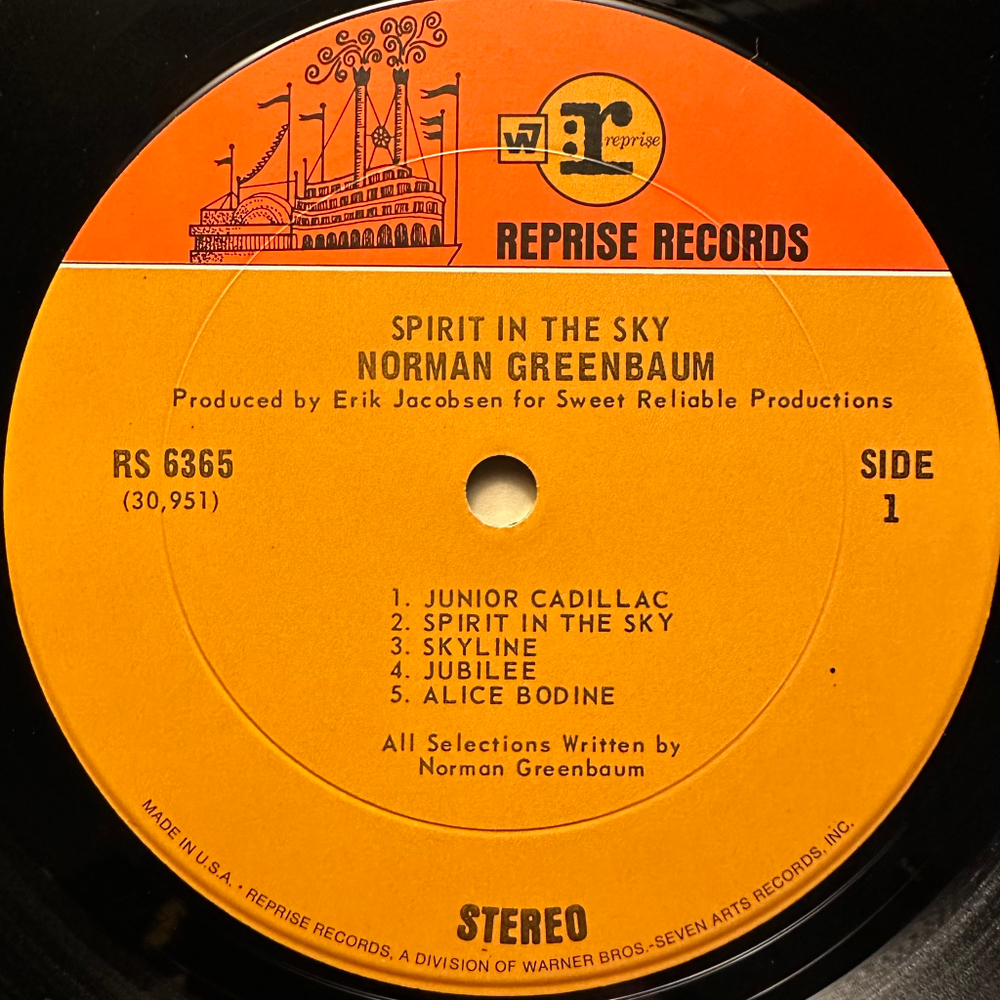 W7
r reprise
REPRISE RECORDS
SPIRIT IN THE SKY
NORMAN GREENBAUM
Produced by Erik Jacobsen for Sweet Reliable Productions
RS 6365
(30,951)
SIDE
1
1. JUNIOR CADILLAC
2. SPIRIT IN THE SKY
3. SKYLINE
4. JUBILEE
5. ALICE BODINE
All Selections Written by
Norman Greenbaum
STEREO
MADE IN U.S.A. • REPRISE RECORDS, A DIVISION OF WARNER BROS.-SEVEN ARTS RECORDS, INC.